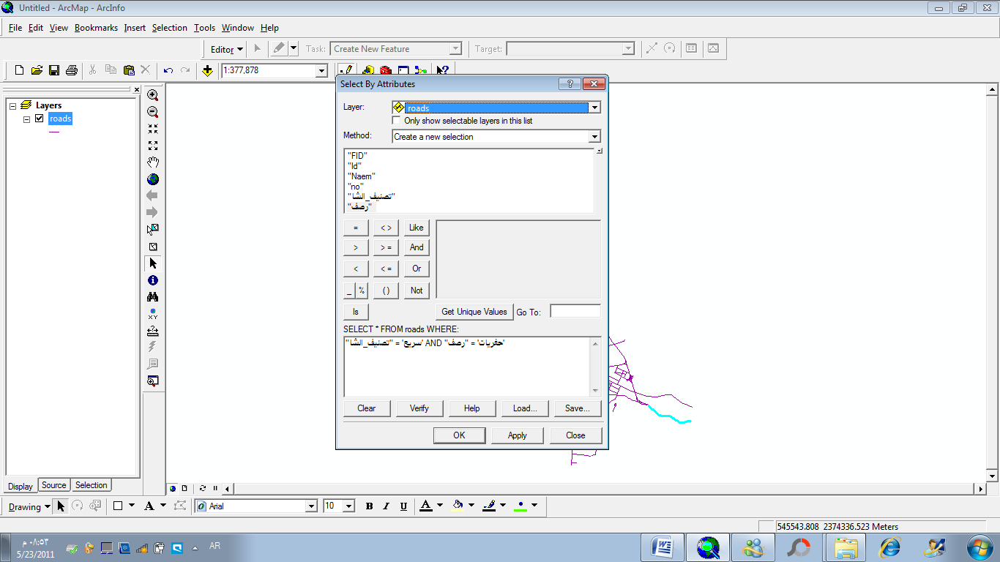 Untitled - ArcMap - ArcInfo
File Edit View Bookmarks Insert Selection Tools Window Help
Editor Task: Create New Feature Target:
1:377,878
Layers
roads
Select By Attributes
Layer: roads
Only show selectable layers in this list
Method: Create a new selection
"FID"
"Id"
"Naem"
"no"
"تصنيف_الشا"
"رصف"
= < > Like
> > = And
< < = Or
_ % ( ) Not
Is Get Unique Values Go To:
SELECT * FROM roads WHERE:
"تصنيف_الشا" = 'سريع' AND "رصف" = 'حفريات'
Clear Verify Help Load... Save...
OK Apply Close
Display Source Selection
Drawing Arial 10 B I U A
545543.808 2374336.523 Meters
٠٨:٥٣ م
5/23/2011
AR